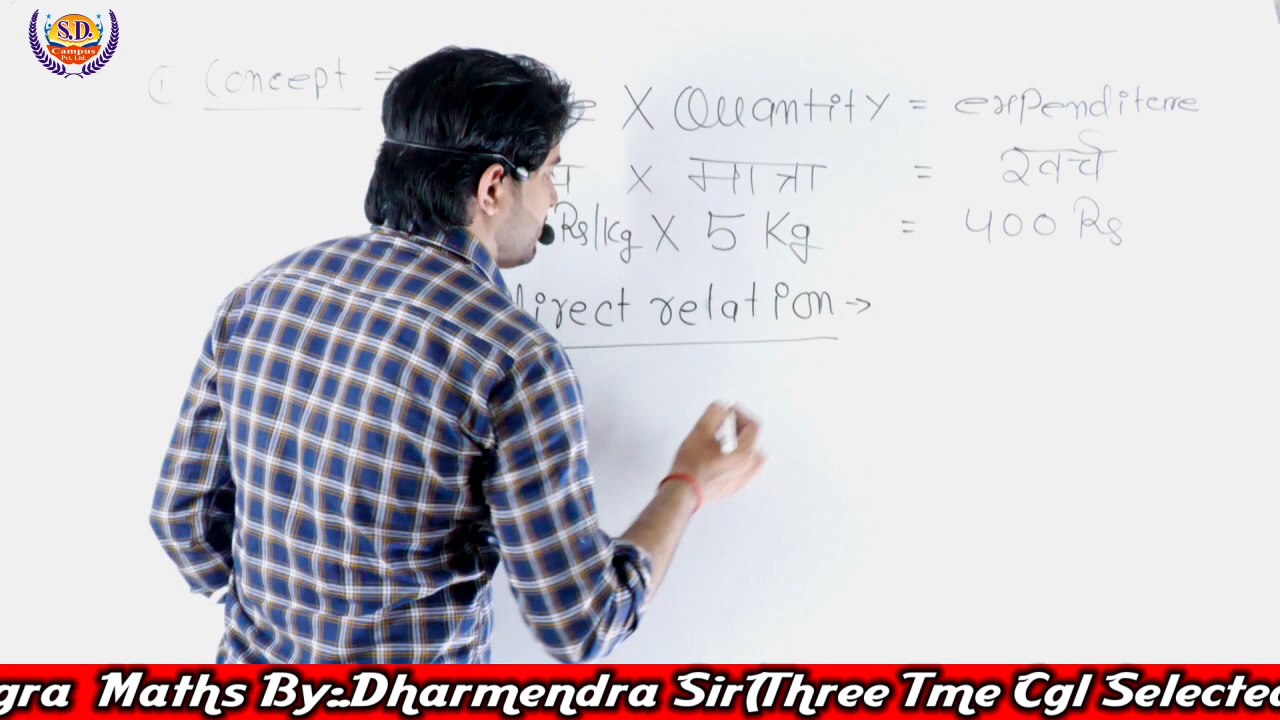 S.D.
Campus
Pvt. Ltd.
① Concept ⇒ X Quantity = expenditure
X मात्रा = खर्च
Rs/Kg X 5 Kg = 400 Rs
direct relation →
gra Maths By:.Dharmendra Sir(Three Tme Cgl Selected